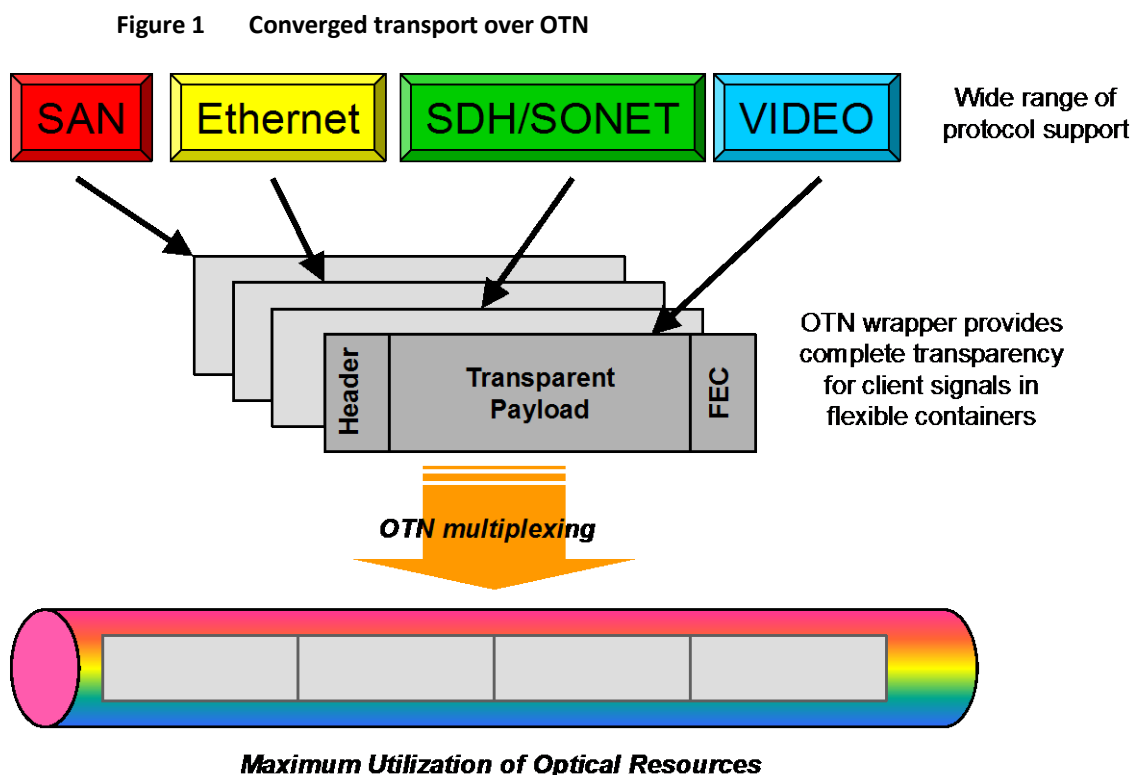 Figure 1 Converged transport over OTN
SAN
Ethernet
SDH/SONET
VIDEO
Wide range of
protocol support
Header
Transparent
Payload
FEC
OTN wrapper provides
complete transparency
for client signals in
flexible containers
OTN multiplexing
Maximum Utilization of Optical Resources